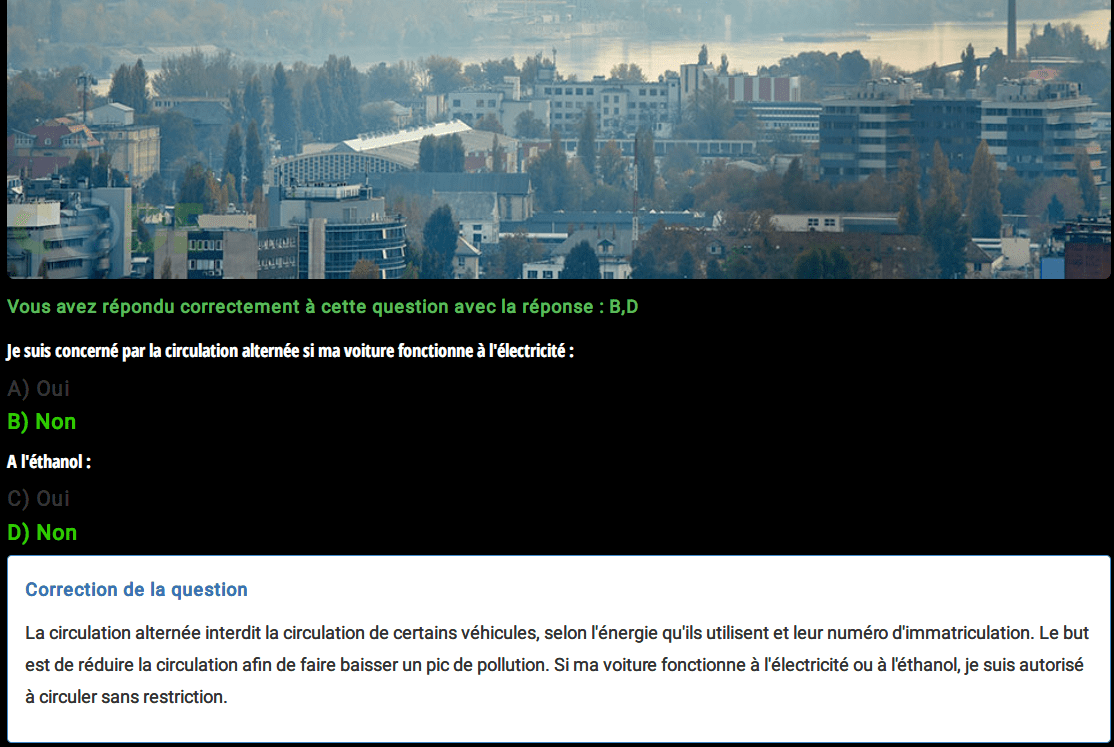 Vous avez répondu correctement à cette question avec la réponse : B,D
Je suis concerné par la circulation alternée si ma voiture fonctionne à l'électricité :
A) Oui
B) Non
A l'éthanol :
C) Oui
D) Non
Correction de la question
La circulation alternée interdit la circulation de certains véhicules, selon l'énergie qu'ils utilisent et leur numéro d'immatriculation. Le but
est de réduire la circulation afin de faire baisser un pic de pollution. Si ma voiture fonctionne à l'électricité ou à l'éthanol, je suis autorisé
à circuler sans restriction.